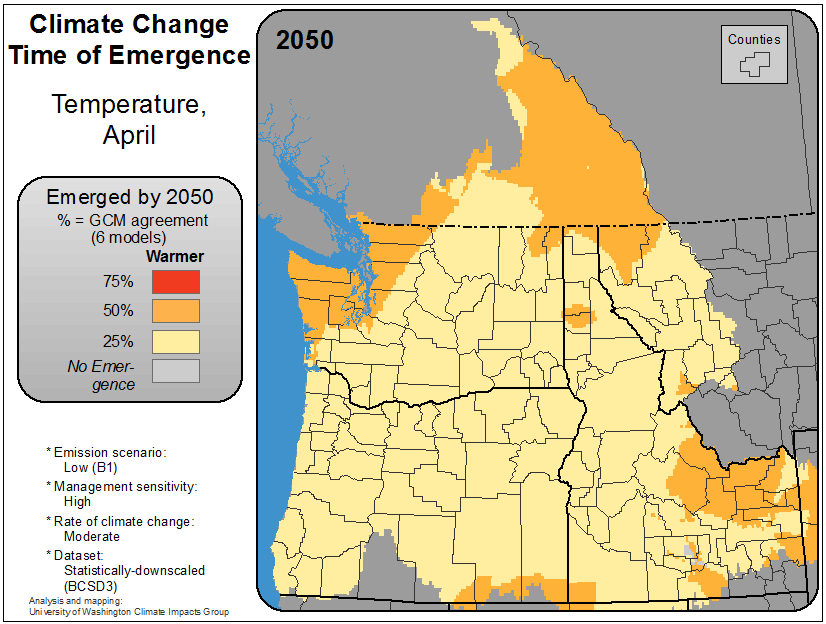 Climate Change
Time of Emergence
Temperature,
April
Emerged by 2050
% = GCM agreement
(6 models)
Warmer
75%
50%
25%
No Emer-
gence
* Emission scenario:
Low (B1)
* Management sensitivity:
High
* Rate of climate change:
Moderate
* Dataset:
Statistically-downscaled
(BCSD3)
Analysis and mapping:
University of Washington Climate Impacts Group
2050
Counties